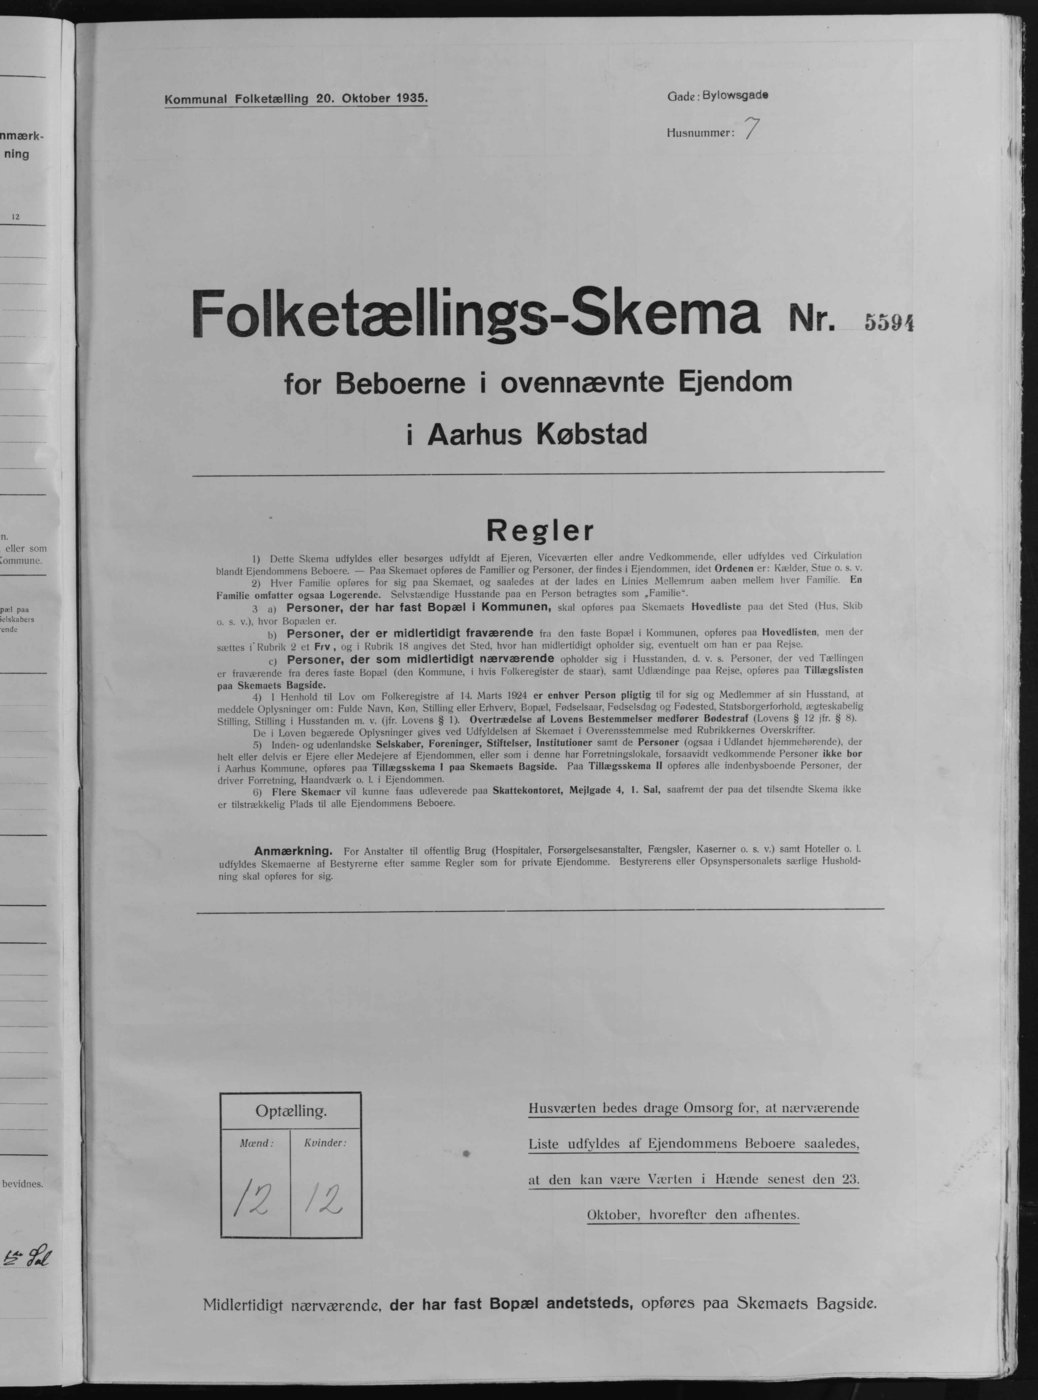 Kommunal Folketælling 20. Oktober 1935.
Gade: Bylowsgade
Husnummer: 7
Folketællings-Skema Nr. 5594
for Beboerne i ovennævnte Ejendom
i Aarhus Købstad
Regler
1) Dette Skema udfyldes eller besørges udfyldt af Ejeren, Viceværten eller andre Vedkommende, eller udfyldes ved Cirkulation
blandt Ejendommens Beboere. — Paa Skemaet opføres de Familier og Personer, der findes i Ejendommen, idet Ordenen er: Kælder, Stue o. s. v.
2) Hver Familie opføres for sig paa Skemaet, og saaledes at der lades en Linies Mellemrum aaben mellem hver Familie. En
Familie omfatter ogsaa Logerende. Selvstændige Husstande paa en Person betragtes som „Familie“.
3 a) Personer, der har fast Bopæl i Kommunen, skal opføres paa Skemaets Hovedliste paa det Sted (Hus, Skib
o. s. v.), hvor Bopælen er.
b) Personer, der er midlertidigt fraværende fra den faste Bopæl i Kommunen, opføres paa Hovedlisten, men der
sættes i Rubrik 2 et Frv., og i Rubrik 18 angives det Sted, hvor han midlertidigt opholder sig, eventuelt om han er paa Rejse.
c) Personer, der som midlertidigt nærværende opholder sig i Husstanden, d. v. s. Personer, der ved Tællingen
er fraværende fra deres faste Bopæl (den Kommune, i hvis Folkeregister de staar), samt Udlændinge paa Rejse, opføres paa Tillægslisten
paa Skemaets Bagside.
4) I Henhold til Lov om Folkeregistre af 14. Marts 1924 er enhver Person pligtig til for sig og Medlemmer af sin Husstand, at
meddele Oplysninger om: Fulde Navn, Køn, Stilling eller Erhverv, Bopæl, Fødselsaar, Fødselsdag og Fødested, Statsborgerforhold, ægteskabelig
Stilling, Stilling i Husstanden m. v. (jfr. Lovens § 1). Overtrædelse af Lovens Bestemmelser medfører Bødestraf (Lovens § 12 jfr. § 8).
De i Loven begærede Oplysninger gives ved Udfyldelsen af Skemaet i Overensstemmelse med Rubrikkernes Overskrifter.
5) Inden- og udenlandske Selskaber, Foreninger, Stiftelser, Institutioner samt de Personer (ogsaa i Udlandet hjemmehørende), der
helt eller delvis er Ejere eller Medejere af Ejendommen, eller som i denne har Forretningslokale, forsaavidt vedkommende Personer ikke bor
i Aarhus Kommune, opføres paa Tillægsskema I paa Skemaets Bagside. Paa Tillægsskema II opføres alle indenbysboende Personer, der
driver Forretning, Haandværk o. l. i Ejendommen.
6) Flere Skemaer vil kunne faas udleverede paa Skattekontoret, Mejlgade 4, 1. Sal, saafremt der paa det tilsendte Skema ikke
er tilstrækkelig Plads til alle Ejendommens Beboere.
Anmærkning. For Anstalter til offentlig Brug (Hospitaler, Forsørgelsesanstalter, Fængsler, Kaserner o. s. v.) samt Hoteller o. l.
udfyldes Skemaerne af Bestyrerne efter samme Regler som for private Ejendomme. Bestyrerens eller Opsynspersonalets særlige Hushold-
ning skal opføres for sig.
Optælling.
Mænd: Kvinder:
12 12
Husværten bedes drage Omsorg for, at nærværende
Liste udfyldes af Ejendommens Beboere saaledes,
at den kan være Værten i Hænde senest den 23.
Oktober, hvorefter den afhentes.
Midlertidigt nærværende, der har fast Bopæl andetsteds, opføres paa Skemaets Bagside.
nmærk-
ning
12
n.
eller som
Kommune.
pæl paa
Selskabers
ende
bevidnes.
Sal